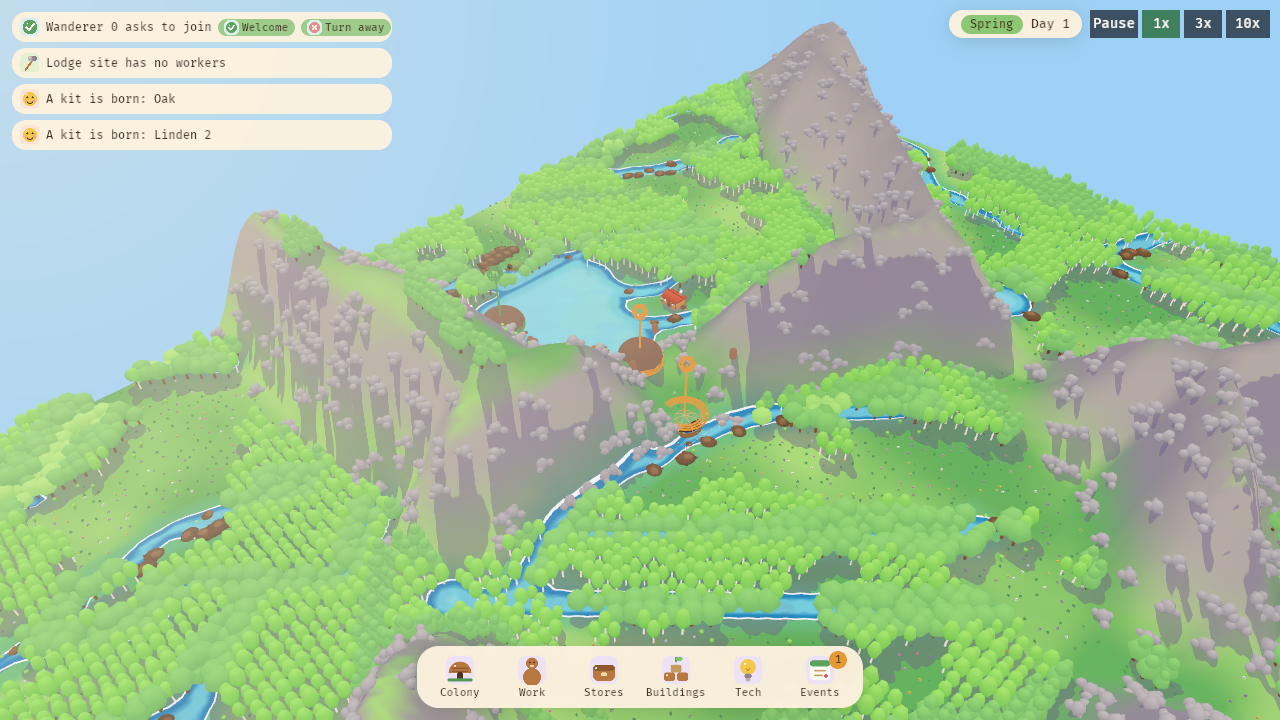 Wanderer 0 asks to join Welcome Turn away
Lodge site has no workers
A kit is born: Oak
A kit is born: Linden 2
Spring Day 1 Pause 1x 3x 10x
1
Colony Work Stores Buildings Tech Events